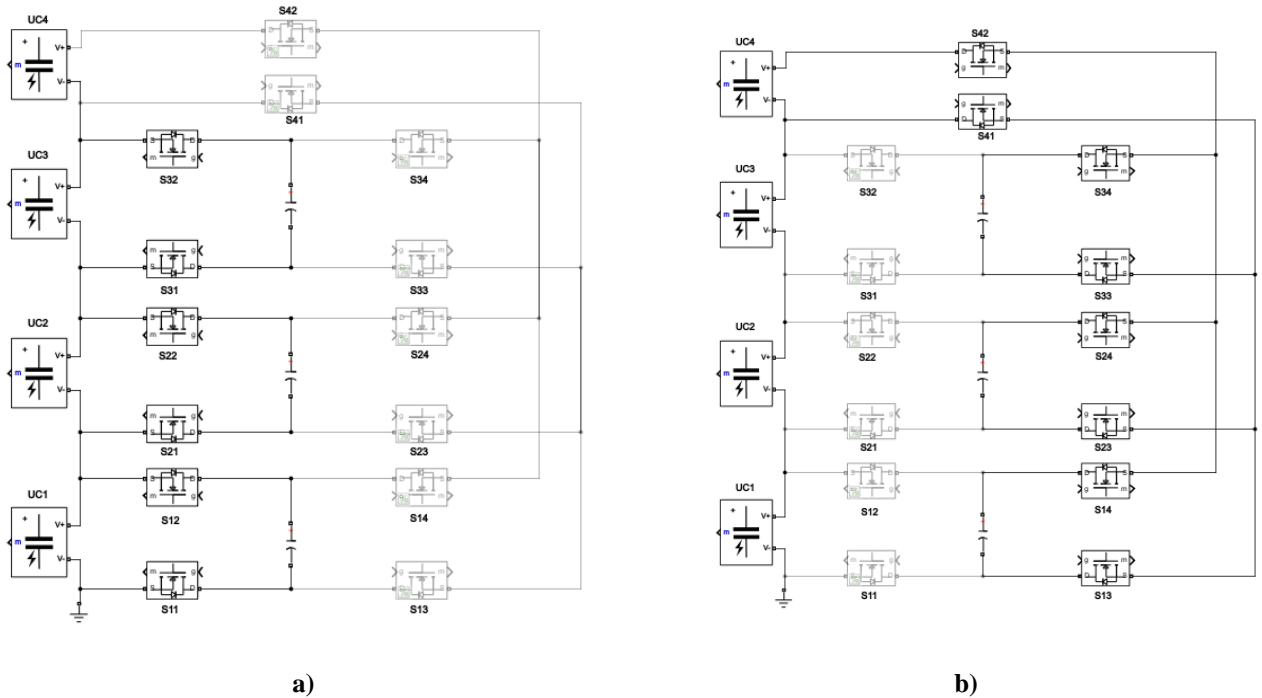 S42
UC4
+ V+
g m
m V-
g m
D S
S41
S D
UC3 m g
S32
D S
g m
S34
+ V+
m V-
m g
S D
S31
g m
D S
S33
UC2
S D
m g
S22
D S
g m
S24
+ V+
m V-
m g
S D
S21
g m
D S
S23
UC1
S D
m g
S12
D S
g m
S14
+ V+
m V-
m g
S D
S11
g m
D S
S13
a)
S42
UC4
D S
g m
+ V+
m V-
g m
D S
S41
UC3
S D
m g
S32
D S
g m
S34
+ V+
m V-
m g
S D
S31
g m
D S
S33
UC2
S D
m g
S22
D S
g m
S24
+ V+
m V-
m g
S D
S21
g m
D S
S23
UC1
S D
m g
S12
D S
g m
S14
+ V+
m V-
m g
S D
S11
g m
D S
S13
b)